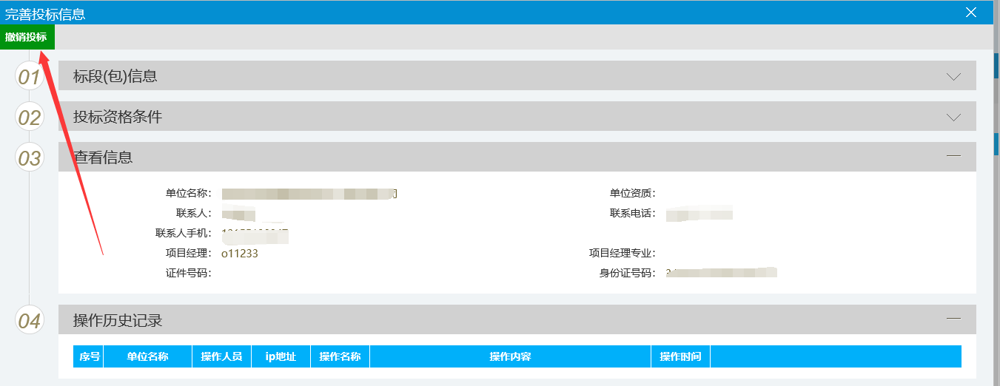 完善投标信息
撤销投标
01 标段(包)信息
02 投标资格条件
03 查看信息
单位名称： 单位资质：
联系人： 联系电话：
联系人手机：
项目经理： o11233 项目经理专业：
证件号码： 身份证号码：
04 操作历史记录
序号 单位名称 操作人员 ip地址 操作名称 操作内容 操作时间